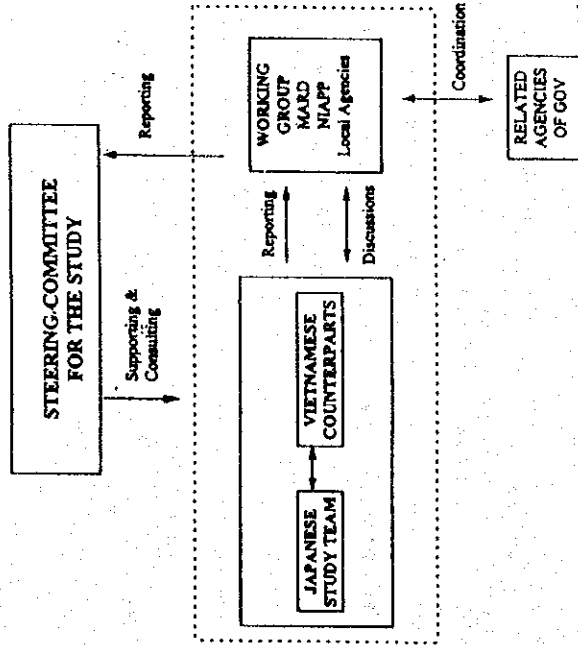 STEERING COMMITTEE
FOR THE STUDY
Supporting &
Consulting
Reporting
JAPANESE
STUDY TEAM
VIETNAMESE
COUNTERPARTS
Reporting
Discussions
WORKING
GROUP
MARD
NIAPP
Local Agencies
Coordination
RELATED
AGENCIES
OF GOV